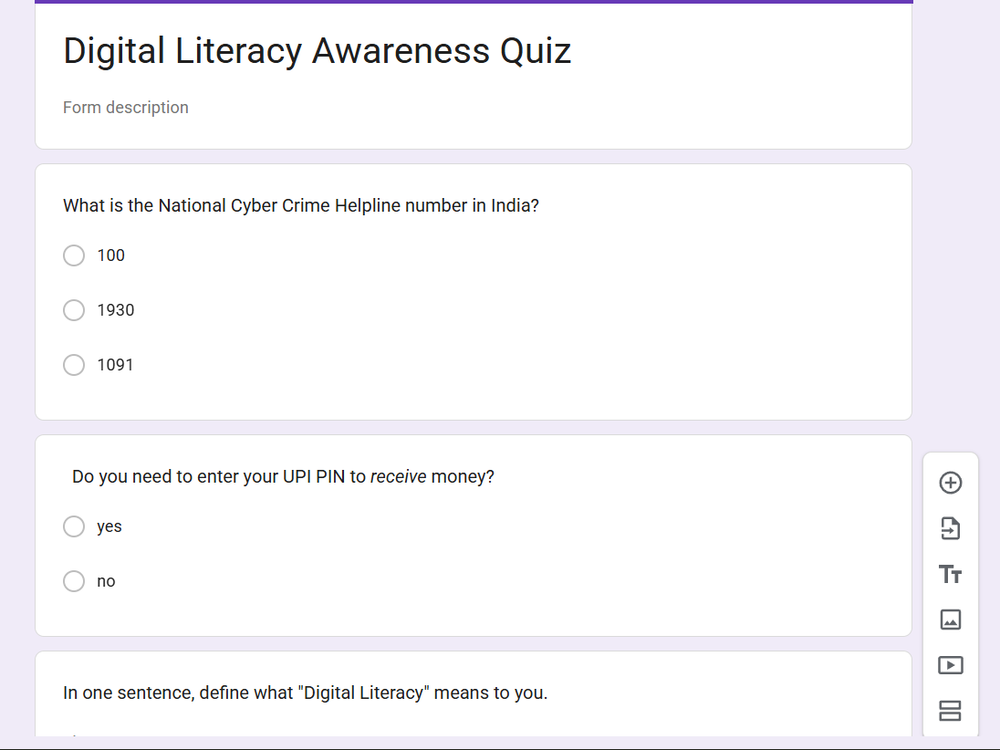 Digital Literacy Awareness Quiz
Form description
What is the National Cyber Crime Helpline number in India?
100
1930
1091
Do you need to enter your UPI PIN to receive money?
yes
no
In one sentence, define what "Digital Literacy" means to you.